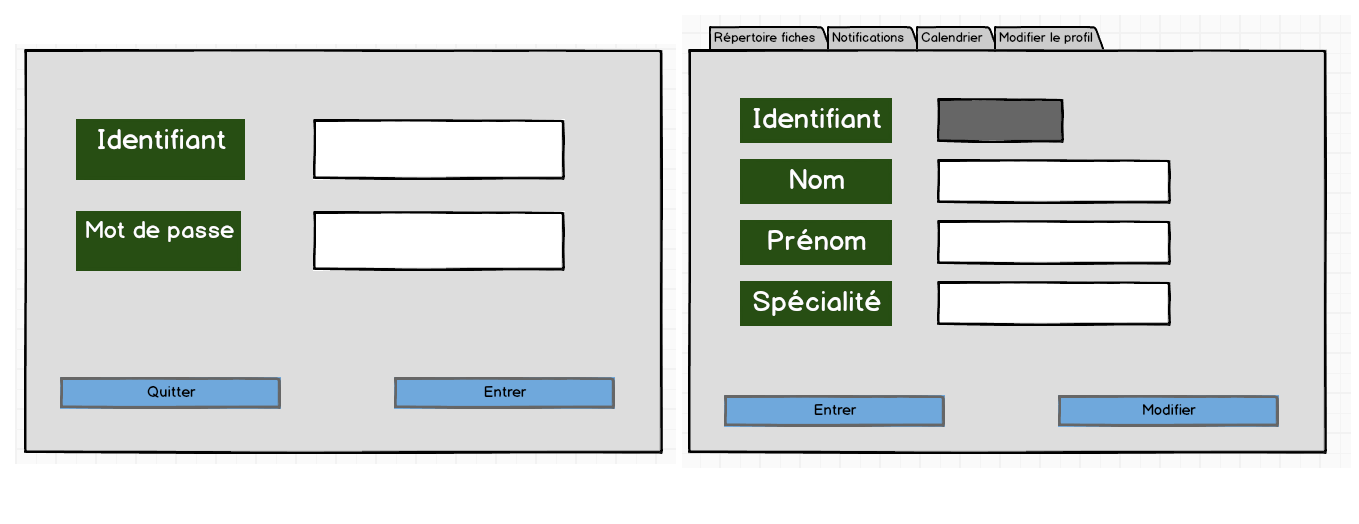 Identifiant
Mot de passe
Quitter
Entrer
Répertoire fiches
Notifications
Calendrier
Modifier le profil
Identifiant
Nom
Prénom
Spécialité
Entrer
Modifier